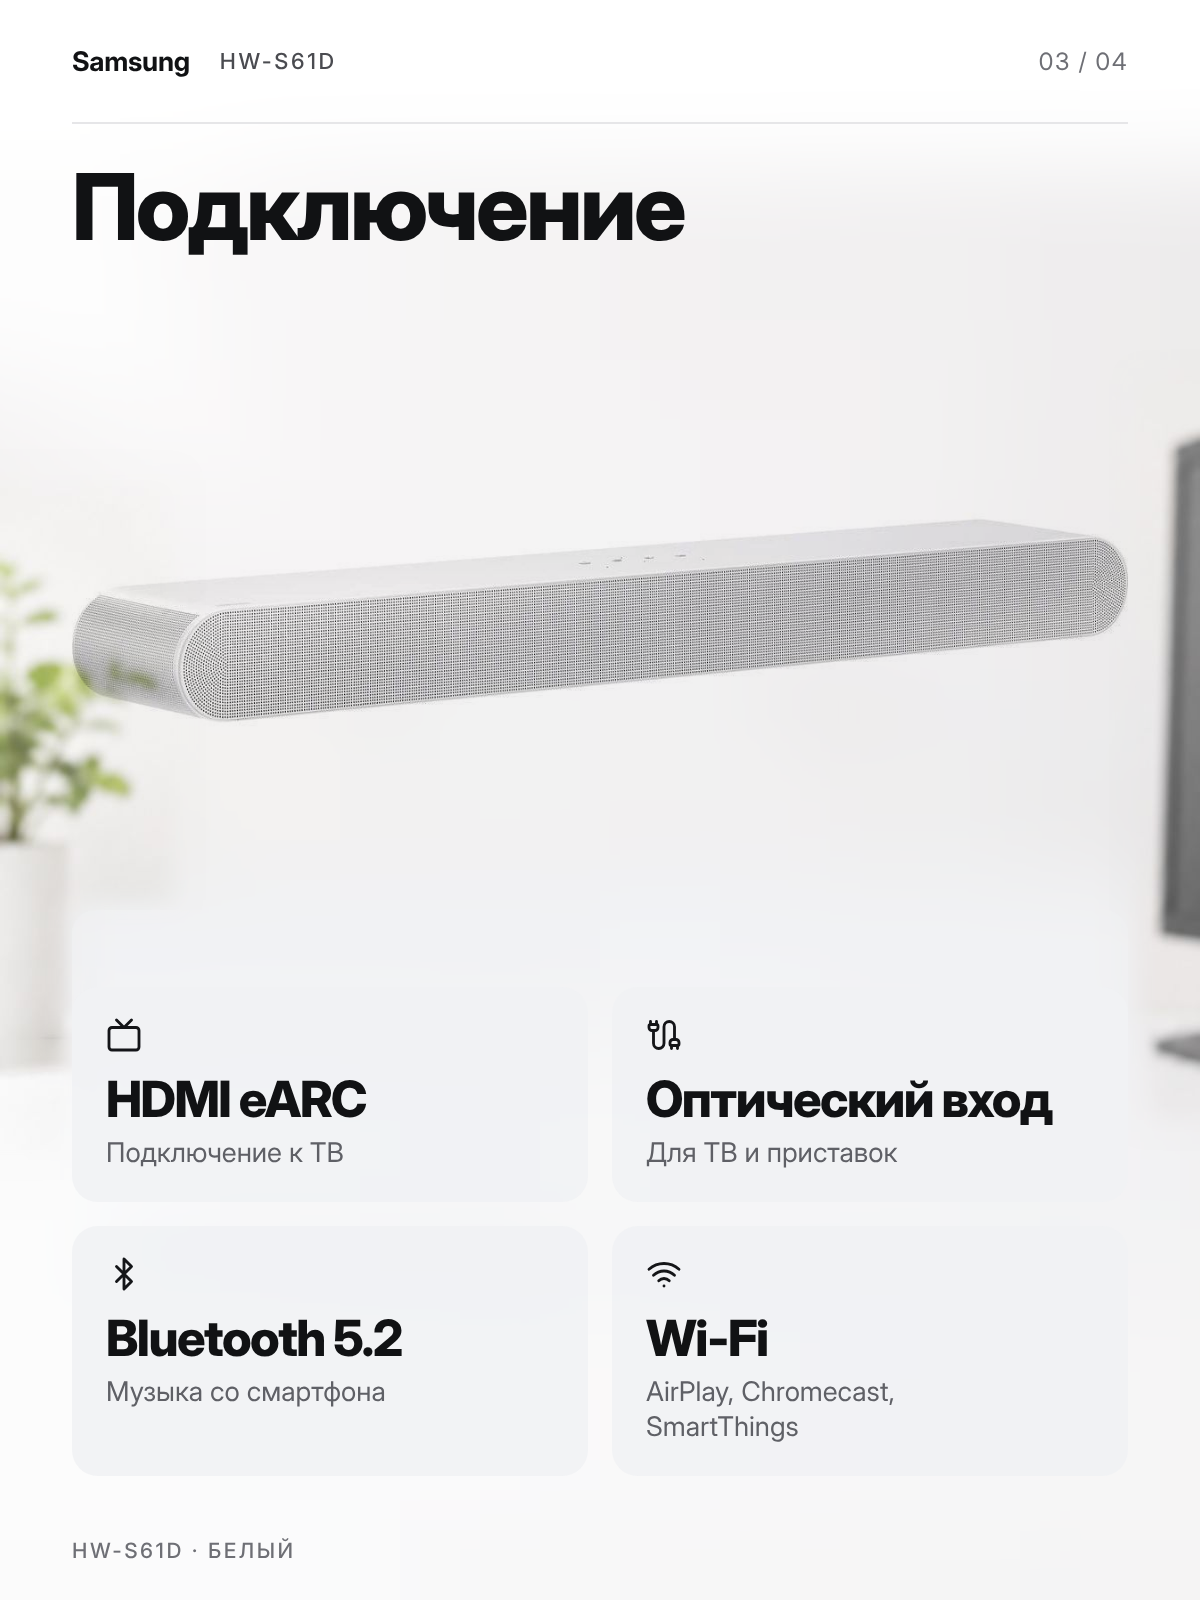 Samsung HW-S61D 03 / 04
Подключение
HDMI eARC
Подключение к ТВ
Оптический вход
Для ТВ и приставок
Bluetooth 5.2
Музыка со смартфона
Wi-Fi
AirPlay, Chromecast,
SmartThings
HW-S61D · БЕЛЫЙ